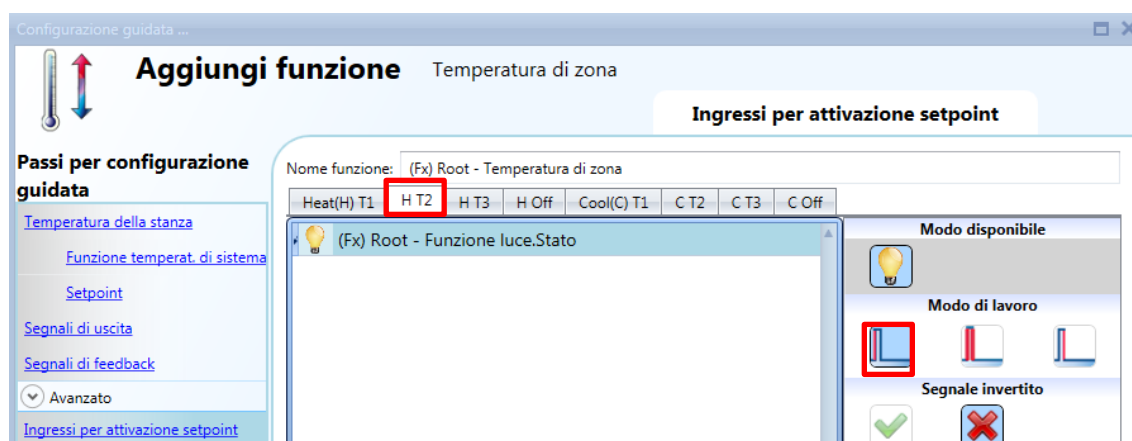 Configurazione guidata ...
Aggiungi funzione Temperatura di zona
Ingressi per attivazione setpoint
Passi per configurazione
guidata
Temperatura della stanza
Funzione temperat. di sistema
Setpoint
Segnali di uscita
Segnali di feedback
Avanzato
Ingressi per attivazione setpoint
Nome funzione: (Fx) Root - Temperatura di zona
Heat(H) T1 H T2 H T3 H Off Cool(C) T1 C T2 C T3 C Off
(Fx) Root - Funzione luce.Stato
Modo disponibile
Modo di lavoro
Segnale invertito